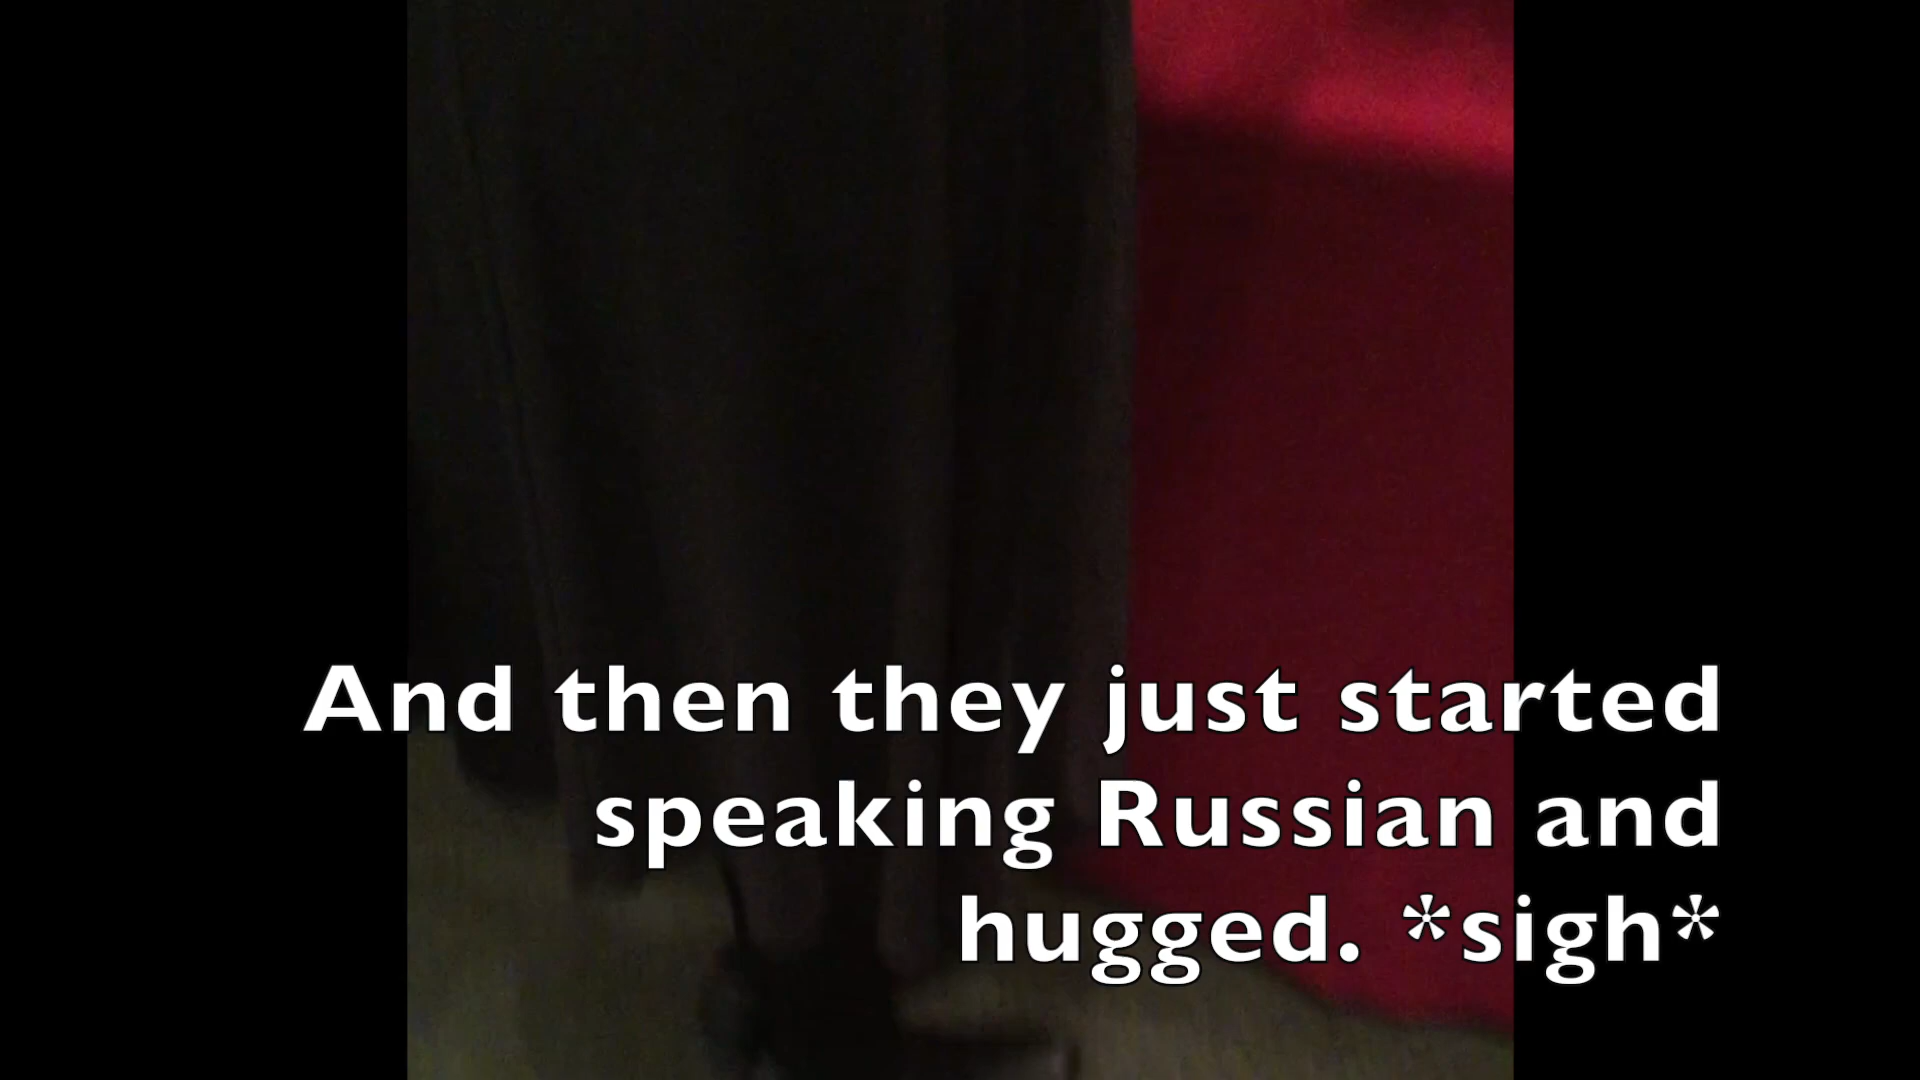 And then they just started
speaking Russian and
hugged. *sigh*